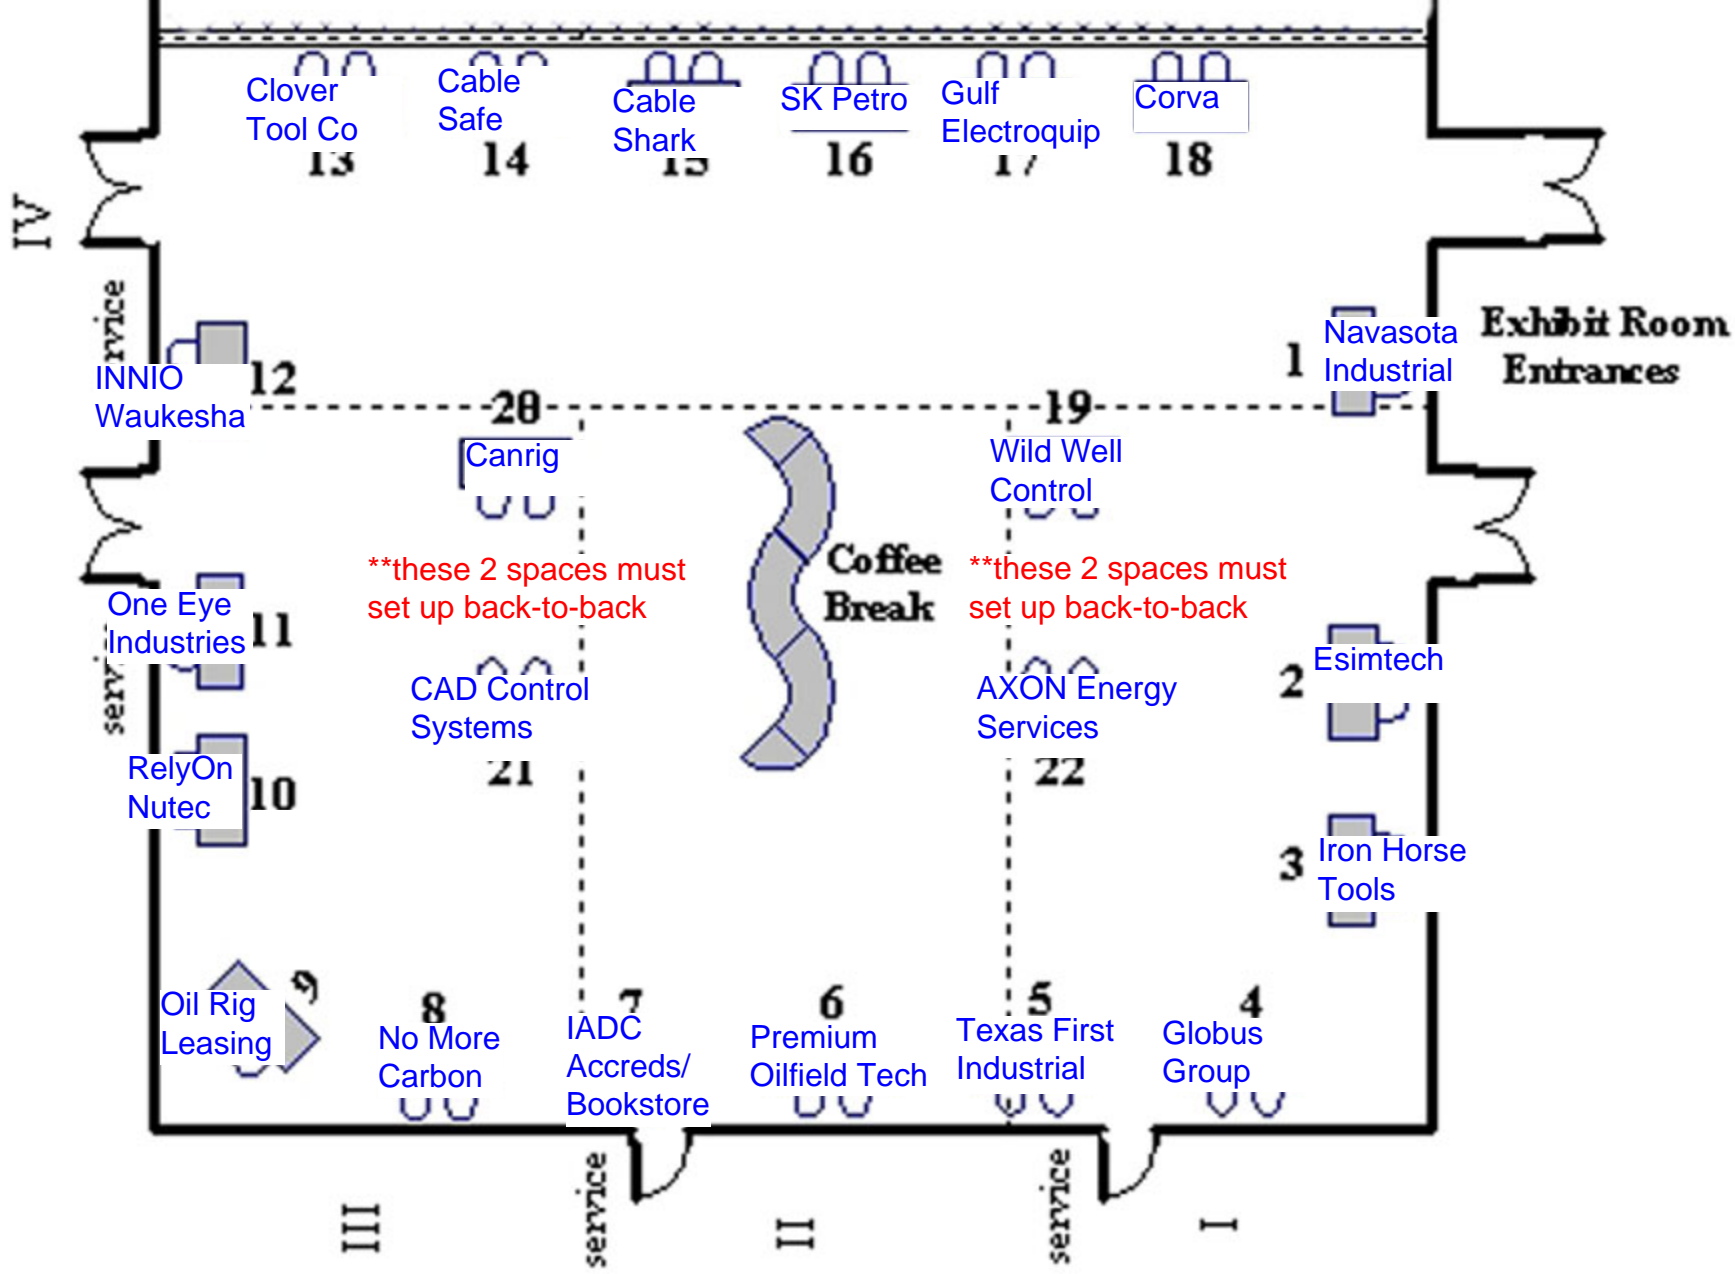 Clover
Tool Co
13
Cable
Safe
14
Cable
Shark
15
SK Petro
16
Gulf
Electroquip
17
Corva
18
IV
service
INNIO
Waukesha
12
20
Canrig
19
Wild Well
Control
1
Navasota
Industrial
Exhibit Room
Entrances
**these 2 spaces must
set up back-to-back
Coffee
Break
**these 2 spaces must
set up back-to-back
One Eye
Industries
11
service
CAD Control
Systems
21
AXON Energy
Services
22
2
Esimtech
RelyOn
Nutec
10
3
Iron Horse
Tools
9
Oil Rig
Leasing
8
No More
Carbon
7
IADC
Accreds/
Bookstore
6
Premium
Oilfield Tech
5
Texas First
Industrial
4
Globus
Group
III
service
II
service
I